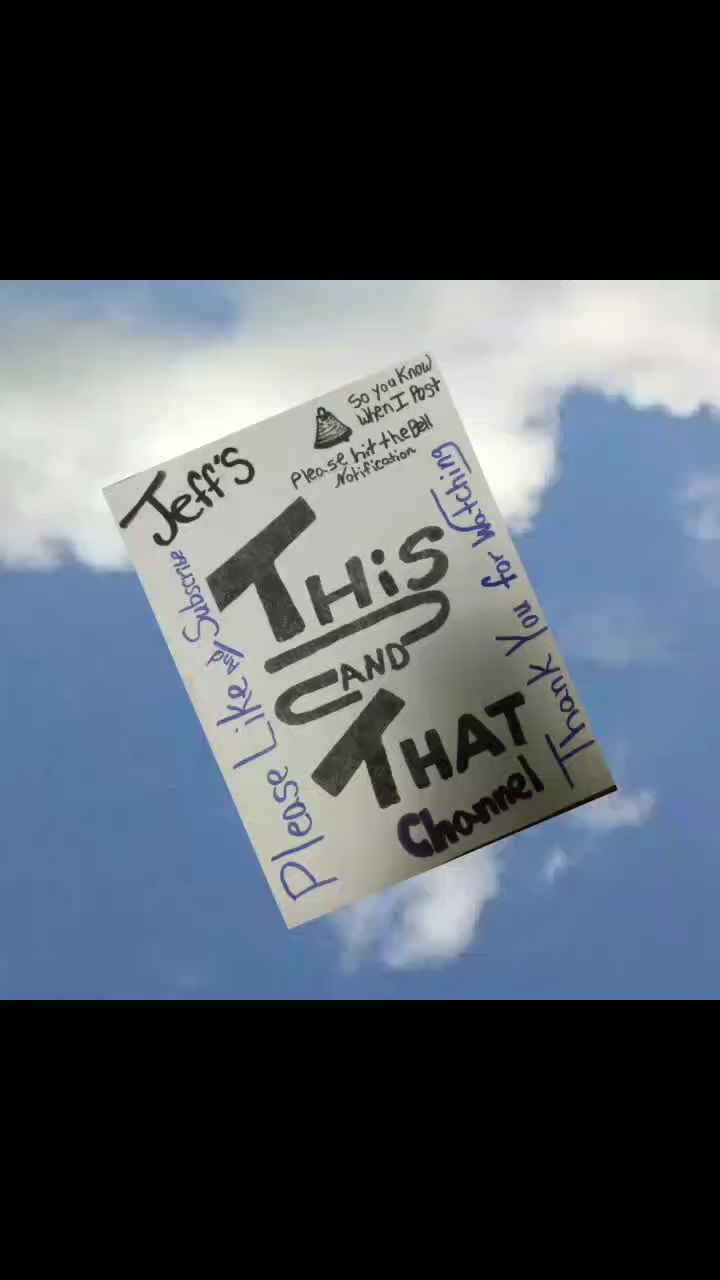 Jeff's
So you Know
When I Post
Please hit the Bell
Notification
THiS
AND
THAT
Channel
Please Like And Subscribe
Thank You for Watching